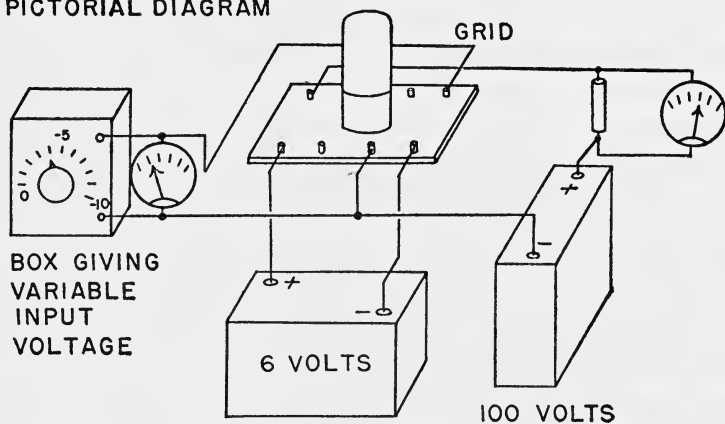 PICTORIAL DIAGRAM
GRID
-5
0
-10
+
-
BOX GIVING
VARIABLE
INPUT
VOLTAGE
+
-
6 VOLTS
100 VOLTS